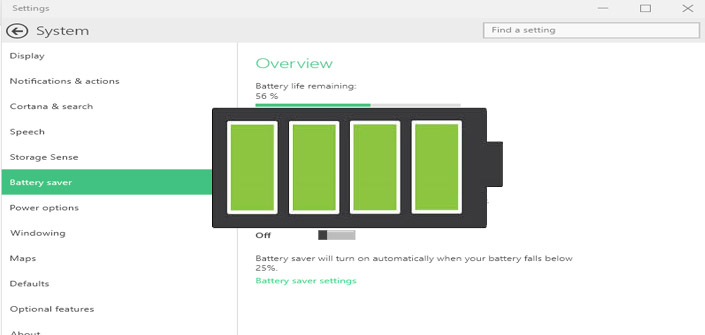 Settings
System
Find a setting
Display
Notifications & actions
Cortana & search
Speech
Storage Sense
Battery saver
Power options
Windowing
Maps
Defaults
Optional features
About
Overview
Battery life remaining:
56 %
Off
Battery saver will turn on automatically when your battery falls below
25%.
Battery saver settings